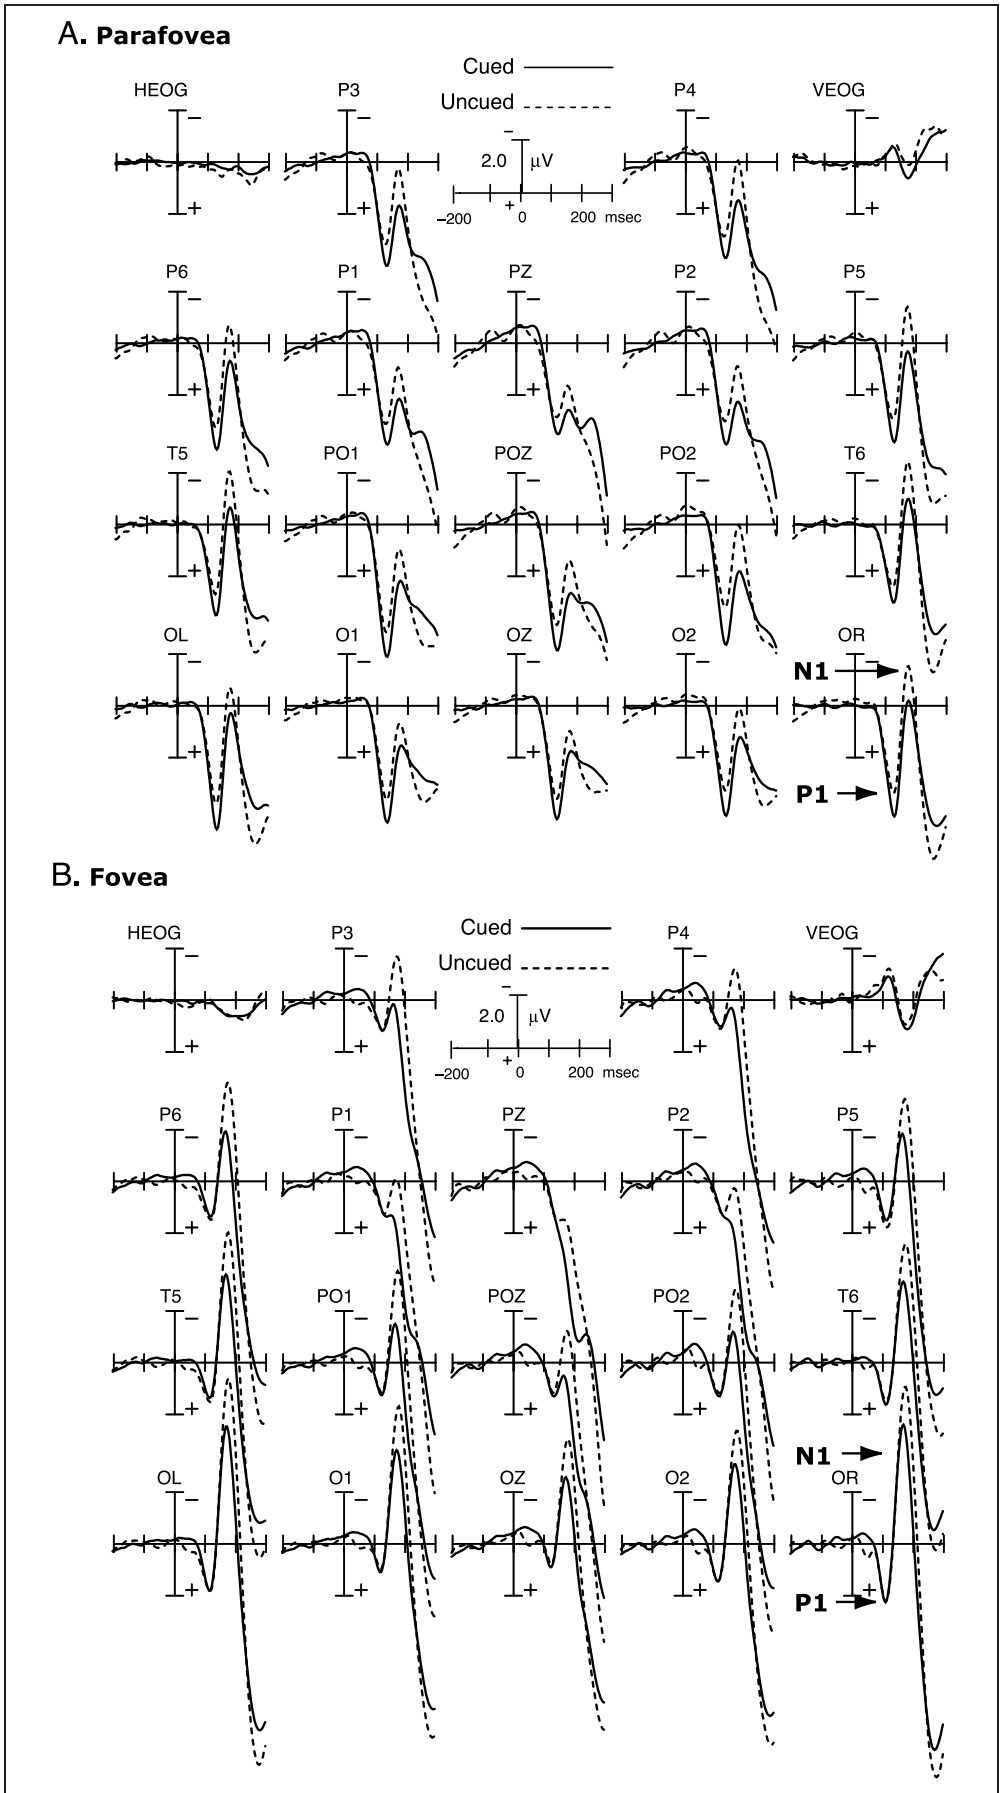 A. Parafovea
Cued
Uncued
HEOG P3 P4 VEOG
− − −
− 2.0 μV
+ + + +
+
−200 0 200 msec
P6 P1 PZ P2 P5
− − − − −
+ + + + +
T5 PO1 POZ PO2 T6
− − − − −
+ + + + +
OL O1 OZ O2 OR
− − − − −
N1
+ + + + +
P1
B. Fovea
Cued
Uncued
HEOG P3 P4 VEOG
− − − −
− 2.0 μV
+ + + +
+
−200 0 200 msec
P6 P1 PZ P2 P5
− − − − −
+ + + + +
T5 PO1 POZ PO2 T6
− − − − −
+ + + + +
N1
OL O1 OZ O2 OR
− − − − −
+ + + + +
P1